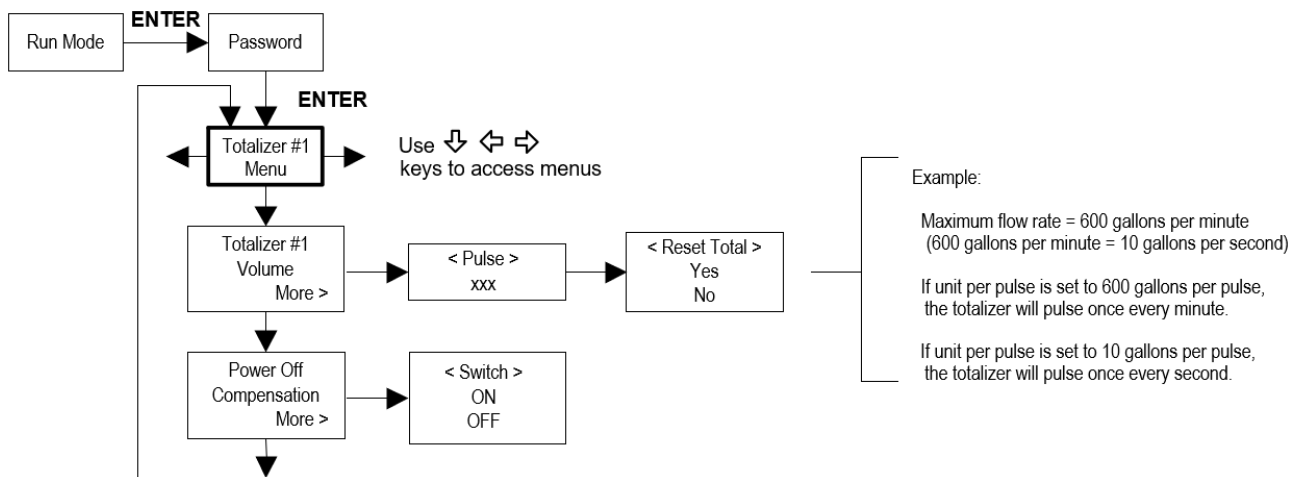 ENTER
Run Mode
Password
ENTER
Totalizer #1
Menu
Use ⇩ ⇦ ⇨
keys to access menus
Totalizer #1
Volume
More >
< Pulse >
xxx
< Reset Total >
Yes
No
Example:
Maximum flow rate = 600 gallons per minute
(600 gallons per minute = 10 gallons per second)
If unit per pulse is set to 600 gallons per pulse,
the totalizer will pulse once every minute.
If unit per pulse is set to 10 gallons per pulse,
the totalizer will pulse once every second.
Power Off
Compensation
More >
< Switch >
ON
OFF